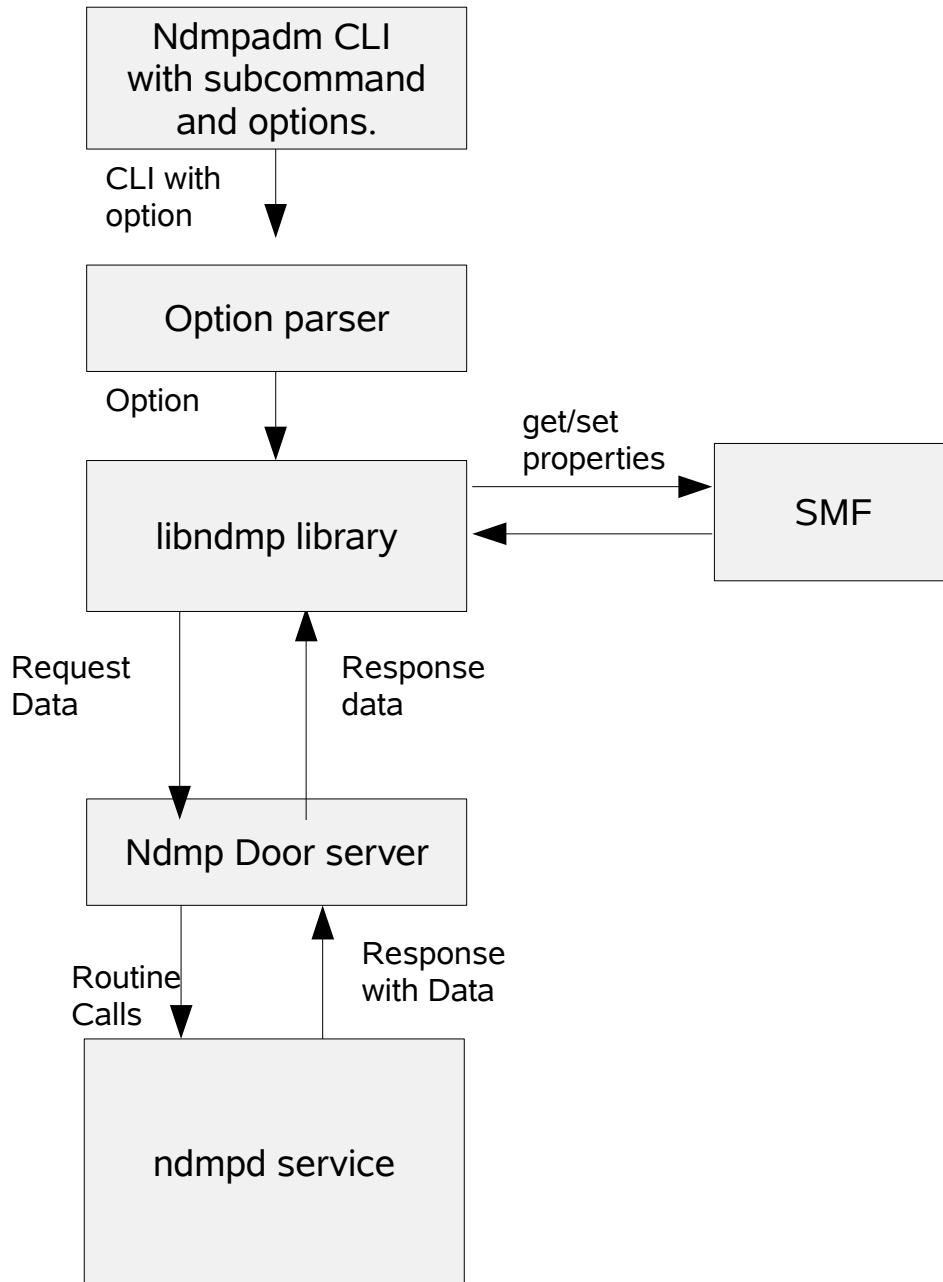 Ndmpadm CLI
with subcommand
and options.
CLI with
option
Option parser
Option
get/set
properties
libndmp library
SMF
Request
Data
Response
data
Ndmp Door server
Routine
Calls
Response
with Data
ndmpd service